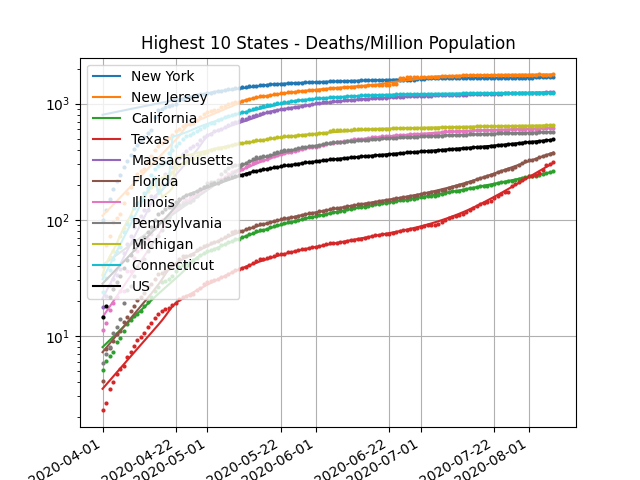 Highest 10 States - Deaths/Million Population
New York
New Jersey
California
Texas
Massachusetts
Florida
Illinois
Pennsylvania
Michigan
Connecticut
US
10³
10²
10¹
2020-04-01
2020-04-22
2020-05-01
2020-05-22
2020-06-01
2020-06-22
2020-07-01
2020-07-22
2020-08-01